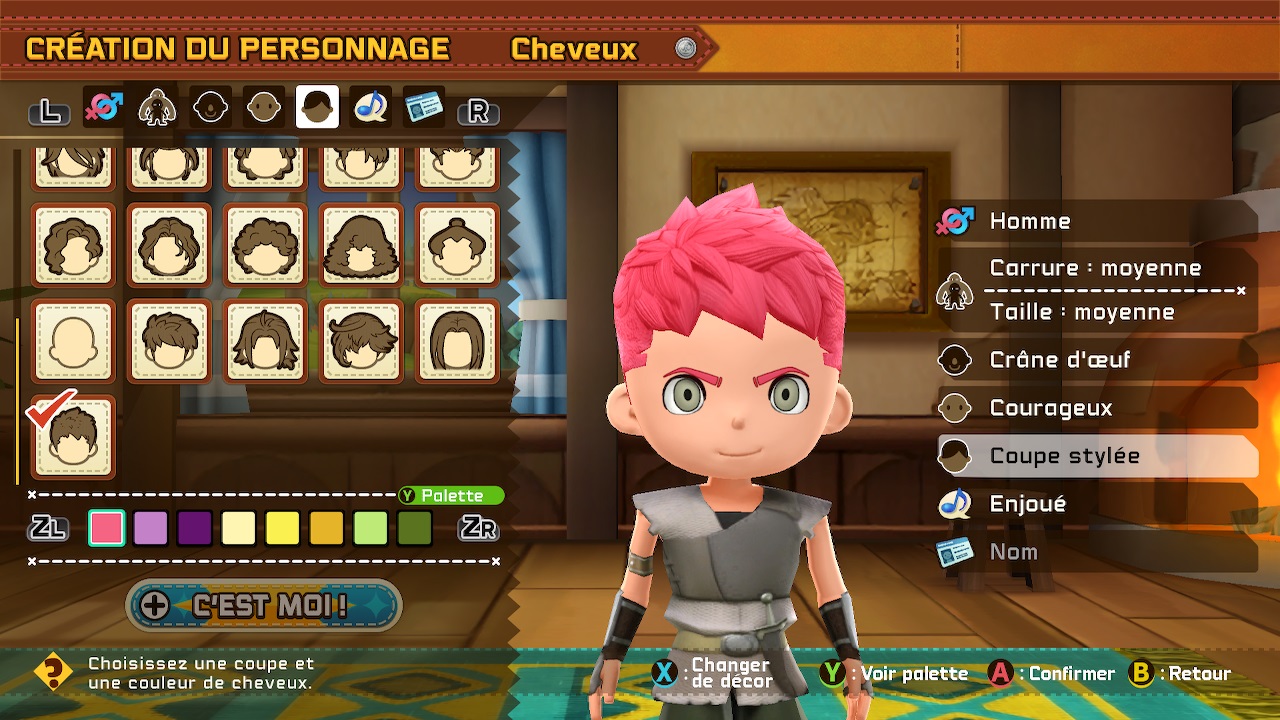 CRÉATION DU PERSONNAGE Cheveux
L R
Homme
Carrure : moyenne
Taille : moyenne
Crâne d'œuf
Courageux
Coupe stylée
Enjoué
Nom
Y Palette
ZL ZR
+ C'EST MOI !
? Choisissez une coupe et
une couleur de cheveux.
X : Changer
de décor
Y : Voir palette A : Confirmer B : Retour